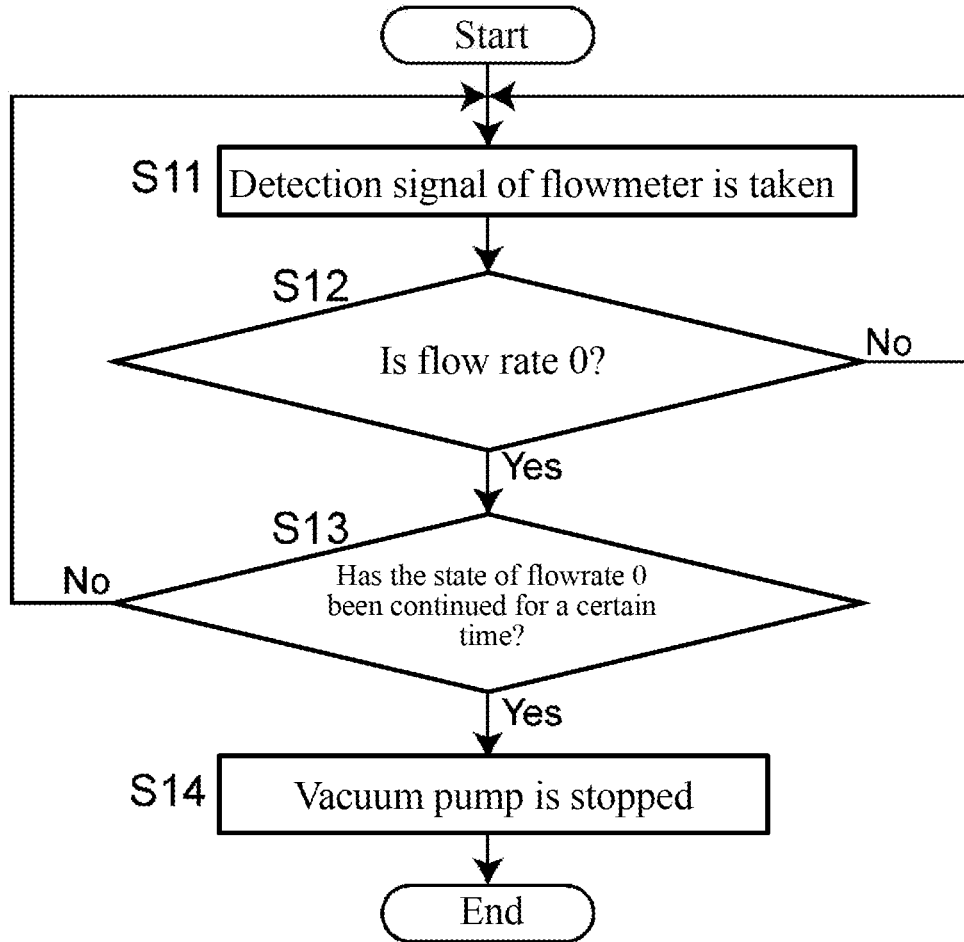 Start
S11
Detection signal of flowmeter is taken
S12
Is flow rate 0?
No
Yes
S13
Has the state of flowrate 0
been continued for a certain
time?
No
Yes
S14
Vacuum pump is stopped
End